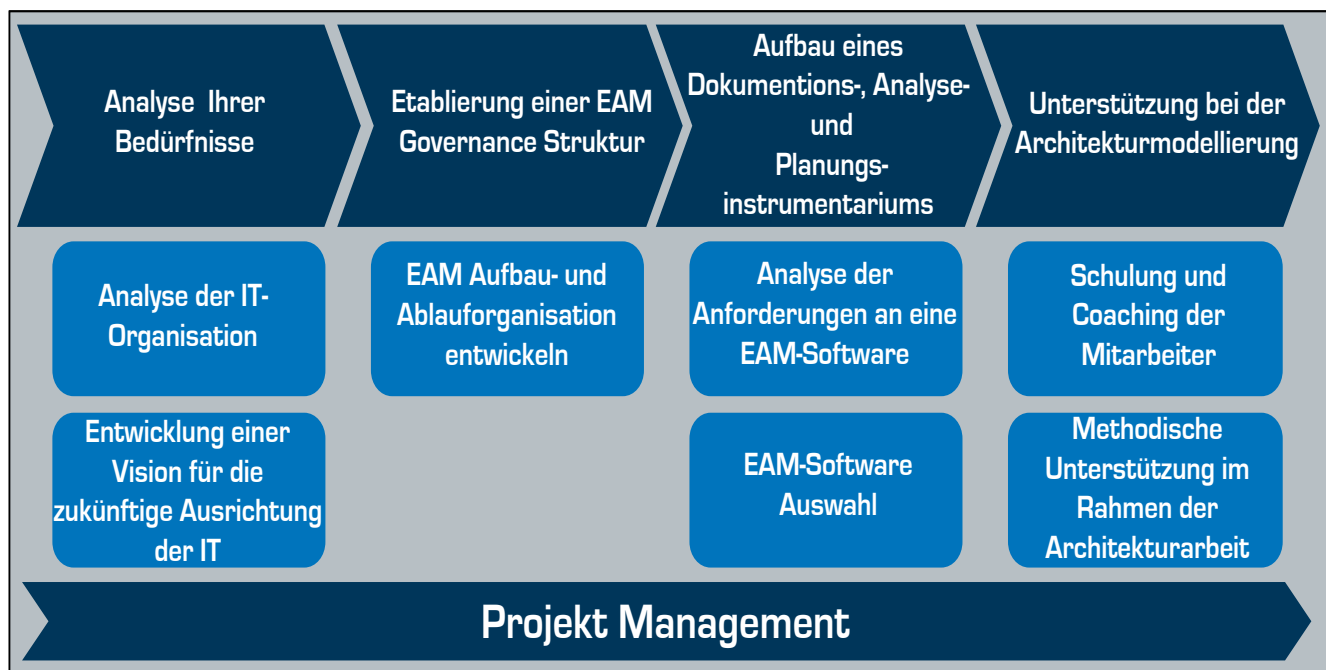 Analyse Ihrer
Bedürfnisse
Etablierung einer EAM
Governance Struktur
Aufbau eines
Dokumentions-, Analyse-
und
Planungs-
instrumentariums
Unterstützung bei der
Architekturmodellierung
Analyse der IT-
Organisation
EAM Aufbau- und
Ablauforganisation
entwickeln
Analyse der
Anforderungen an eine
EAM-Software
Schulung und
Coaching der
Mitarbeiter
Entwicklung einer
Vision für die
zukünftige Ausrichtung
der IT
EAM-Software
Auswahl
Methodische
Unterstützung im
Rahmen der
Architekturarbeit
Projekt Management